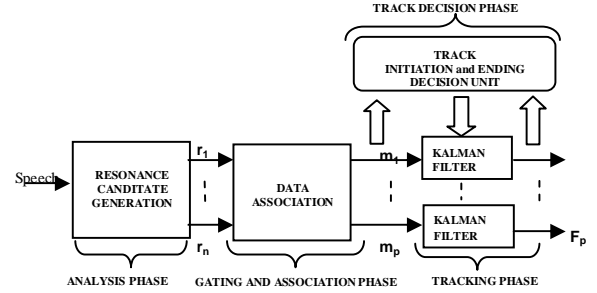 TRACK DECISION PHASE
TRACK
INITIATION and ENDING
DECISION UNIT
Speech
RESONANCE
CANDITATE
GENERATION
r1
rn
DATA
ASSOCIATION
m1
mp
KALMAN
FILTER
KALMAN
FILTER
Fp
ANALYSIS PHASE
GATING AND ASSOCIATION PHASE
TRACKING PHASE